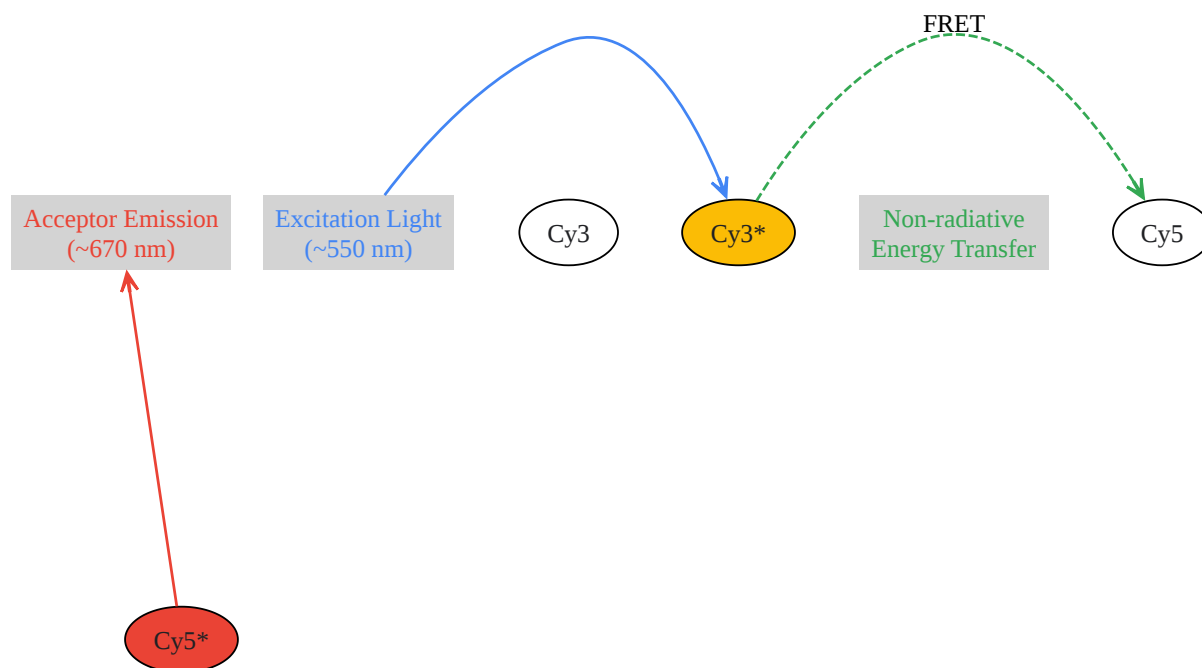 FRET
Acceptor Emission
(~670 nm)
Excitation Light
(~550 nm)
Cy3
Cy3*
Non-radiative
Energy Transfer
Cy5
Cy5*